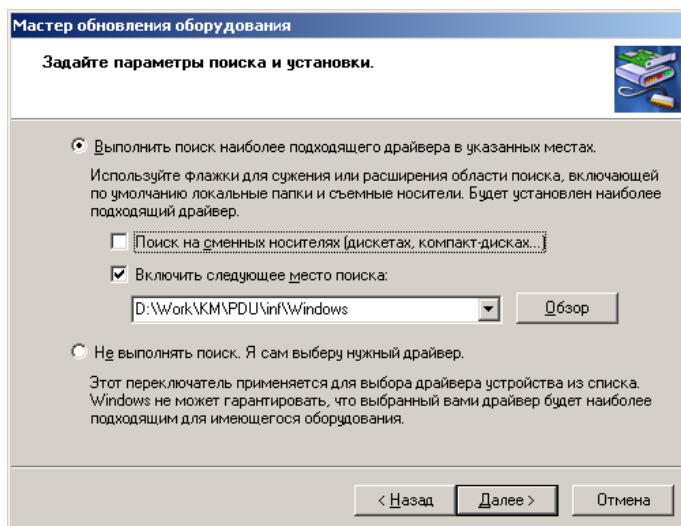 Мастер обновления оборудования
Задайте параметры поиска и установки.
Выполнить поиск наиболее подходящего драйвера в указанных местах.
Используйте флажки для сужения или расширения области поиска, включающей
по умолчанию локальные папки и съемные носители. Будет установлен наиболее
подходящий драйвер.
Поиск на сменных носителях (дискетах, компакт-дисках...)
Включить следующее место поиска:
D:\Work\KM\PDU\inf\Windows
Обзор
Не выполнять поиск. Я сам выберу нужный драйвер.
Этот переключатель применяется для выбора драйвера устройства из списка.
Windows не может гарантировать, что выбранный вами драйвер будет наиболее
подходящим для имеющегося оборудования.
< Назад Далее > Отмена